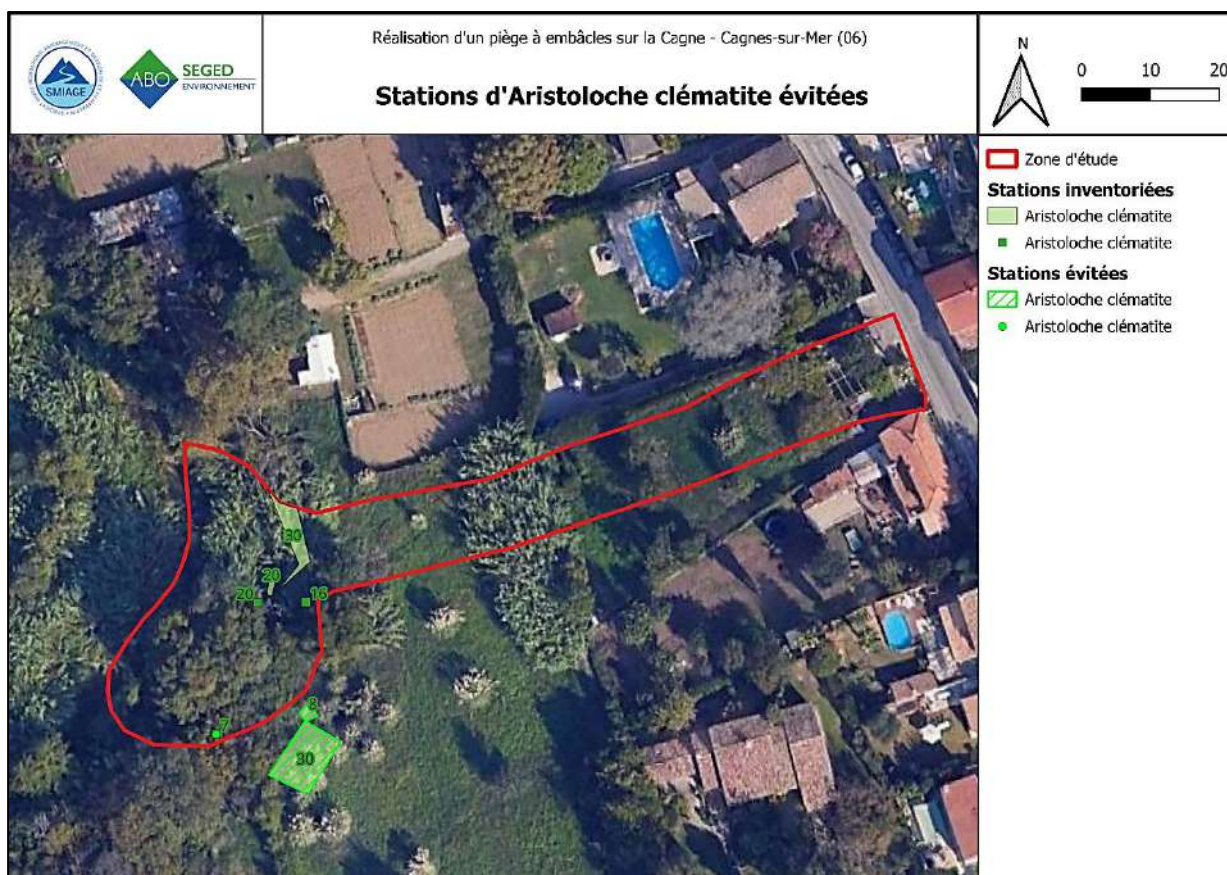 Réalisation d'un piège à embâcles sur la Cagne - Cagnes-sur-Mer (06)
Stations d'Aristoloche clématite évitées
SMIAGE
ABO
SEGED
ENVIRONNEMENT
N
0 10 20
Zone d'étude
Stations inventoriées
Aristoloche clématite
Aristoloche clématite
Stations évitées
Aristoloche clématite
Aristoloche clématite
30
20
20
16
7
30